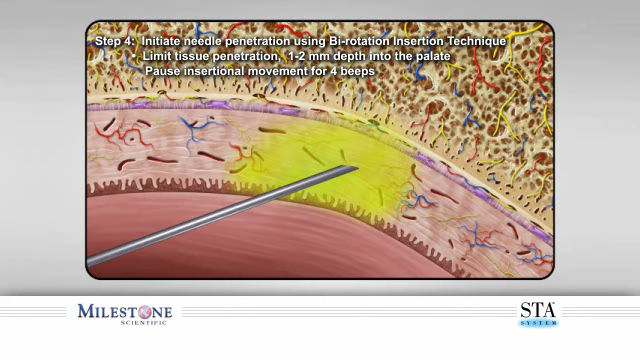 Step 4: Initiate needle penetration using Bi-rotation Insertion Technique
Limit tissue penetration, 1-2 mm depth into the palate
Pause insertional movement for 4 beeps
MILESTONE
SCIENTIFIC
STA
SYSTEM